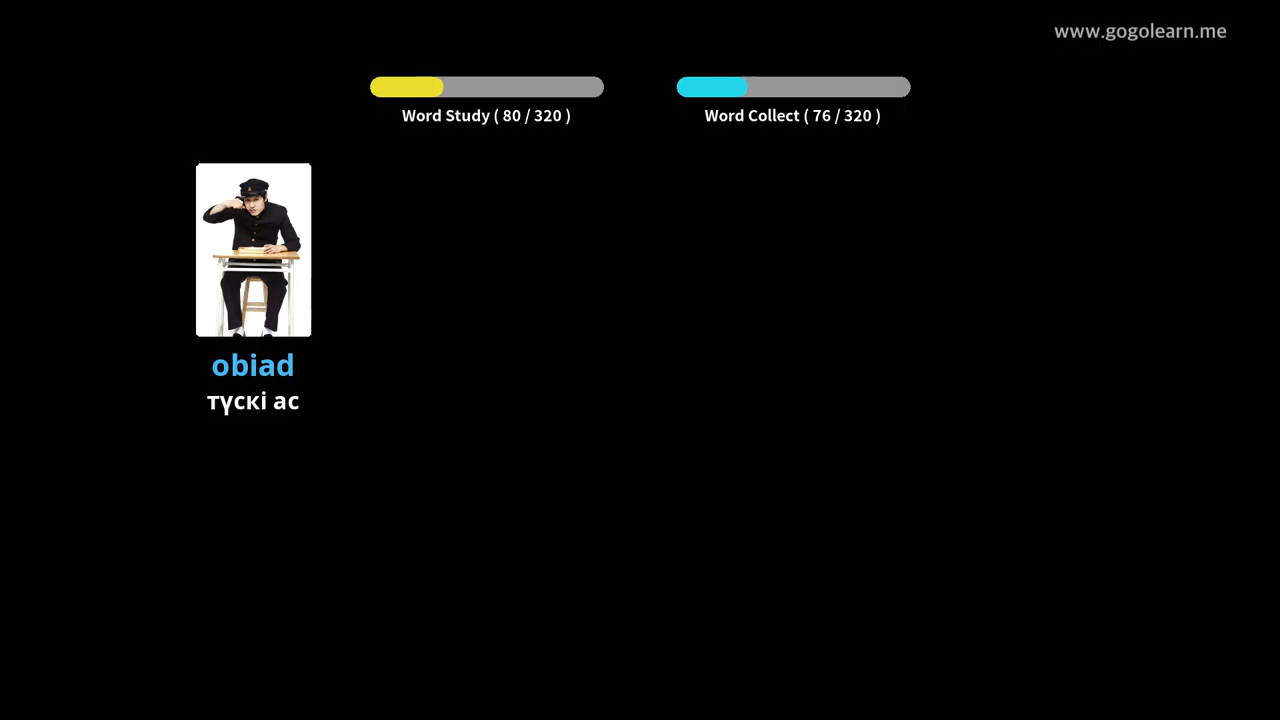 www.gogolearn.me
Word Study ( 80 / 320 )
Word Collect ( 76 / 320 )
obiad
түскі ас